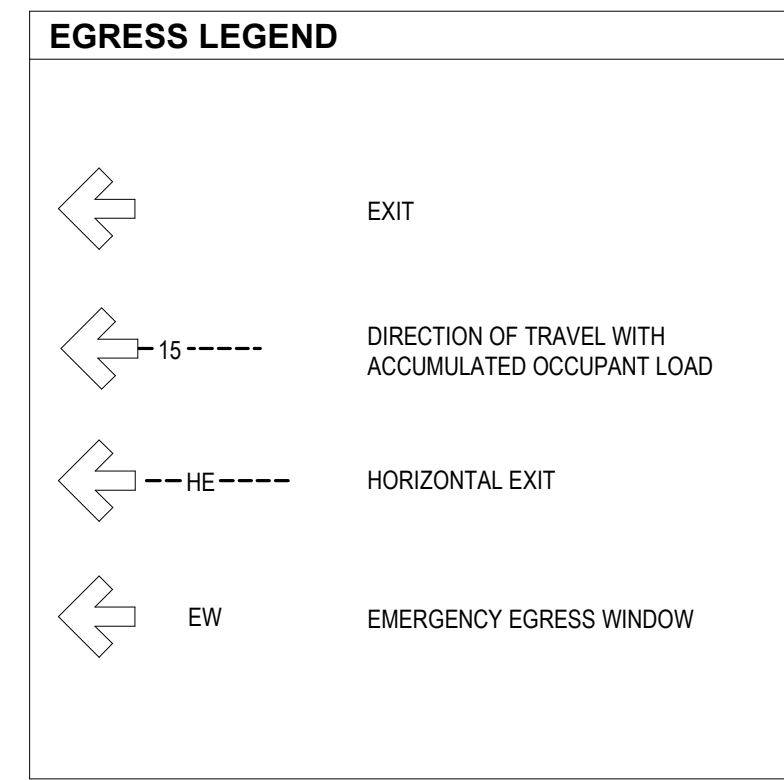 EGRESS LEGEND
EXIT
15
DIRECTION OF TRAVEL WITH
ACCUMULATED OCCUPANT LOAD
HE
HORIZONTAL EXIT
EW
EMERGENCY EGRESS WINDOW